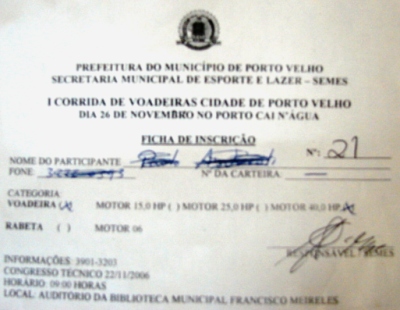 PREFEITURA DO MUNICÍPIO DE PORTO VELHO
SECRETARIA MUNICIPAL DE ESPORTE E LAZER – SEMES
I CORRIDA DE VOADEIRAS CIDADE DE PORTO VELHO
DIA 26 DE NOVEMBRO NO PORTO CAI N'ÁGUA
FICHA DE INSCRIÇÃO
Nº: 21
NOME DO PARTICIPANTE
FONE Nº DA CARTEIRA: —
CATEGORIA:
VOADEIRA (x) MOTOR 15,0 HP ( ) MOTOR 25,0 HP ( ) MOTOR 40,0 HP (x)
RABETA ( ) MOTOR 06
RESPONSÁVEL / SEMES
INFORMAÇÕES: 3901-3203
CONGRESSO TÉCNICO 22/11/2006
HORÁRIO: 09:00 HORAS
LOCAL: AUDITÓRIO DA BIBLIOTECA MUNICIPAL FRANCISCO MEIRELES